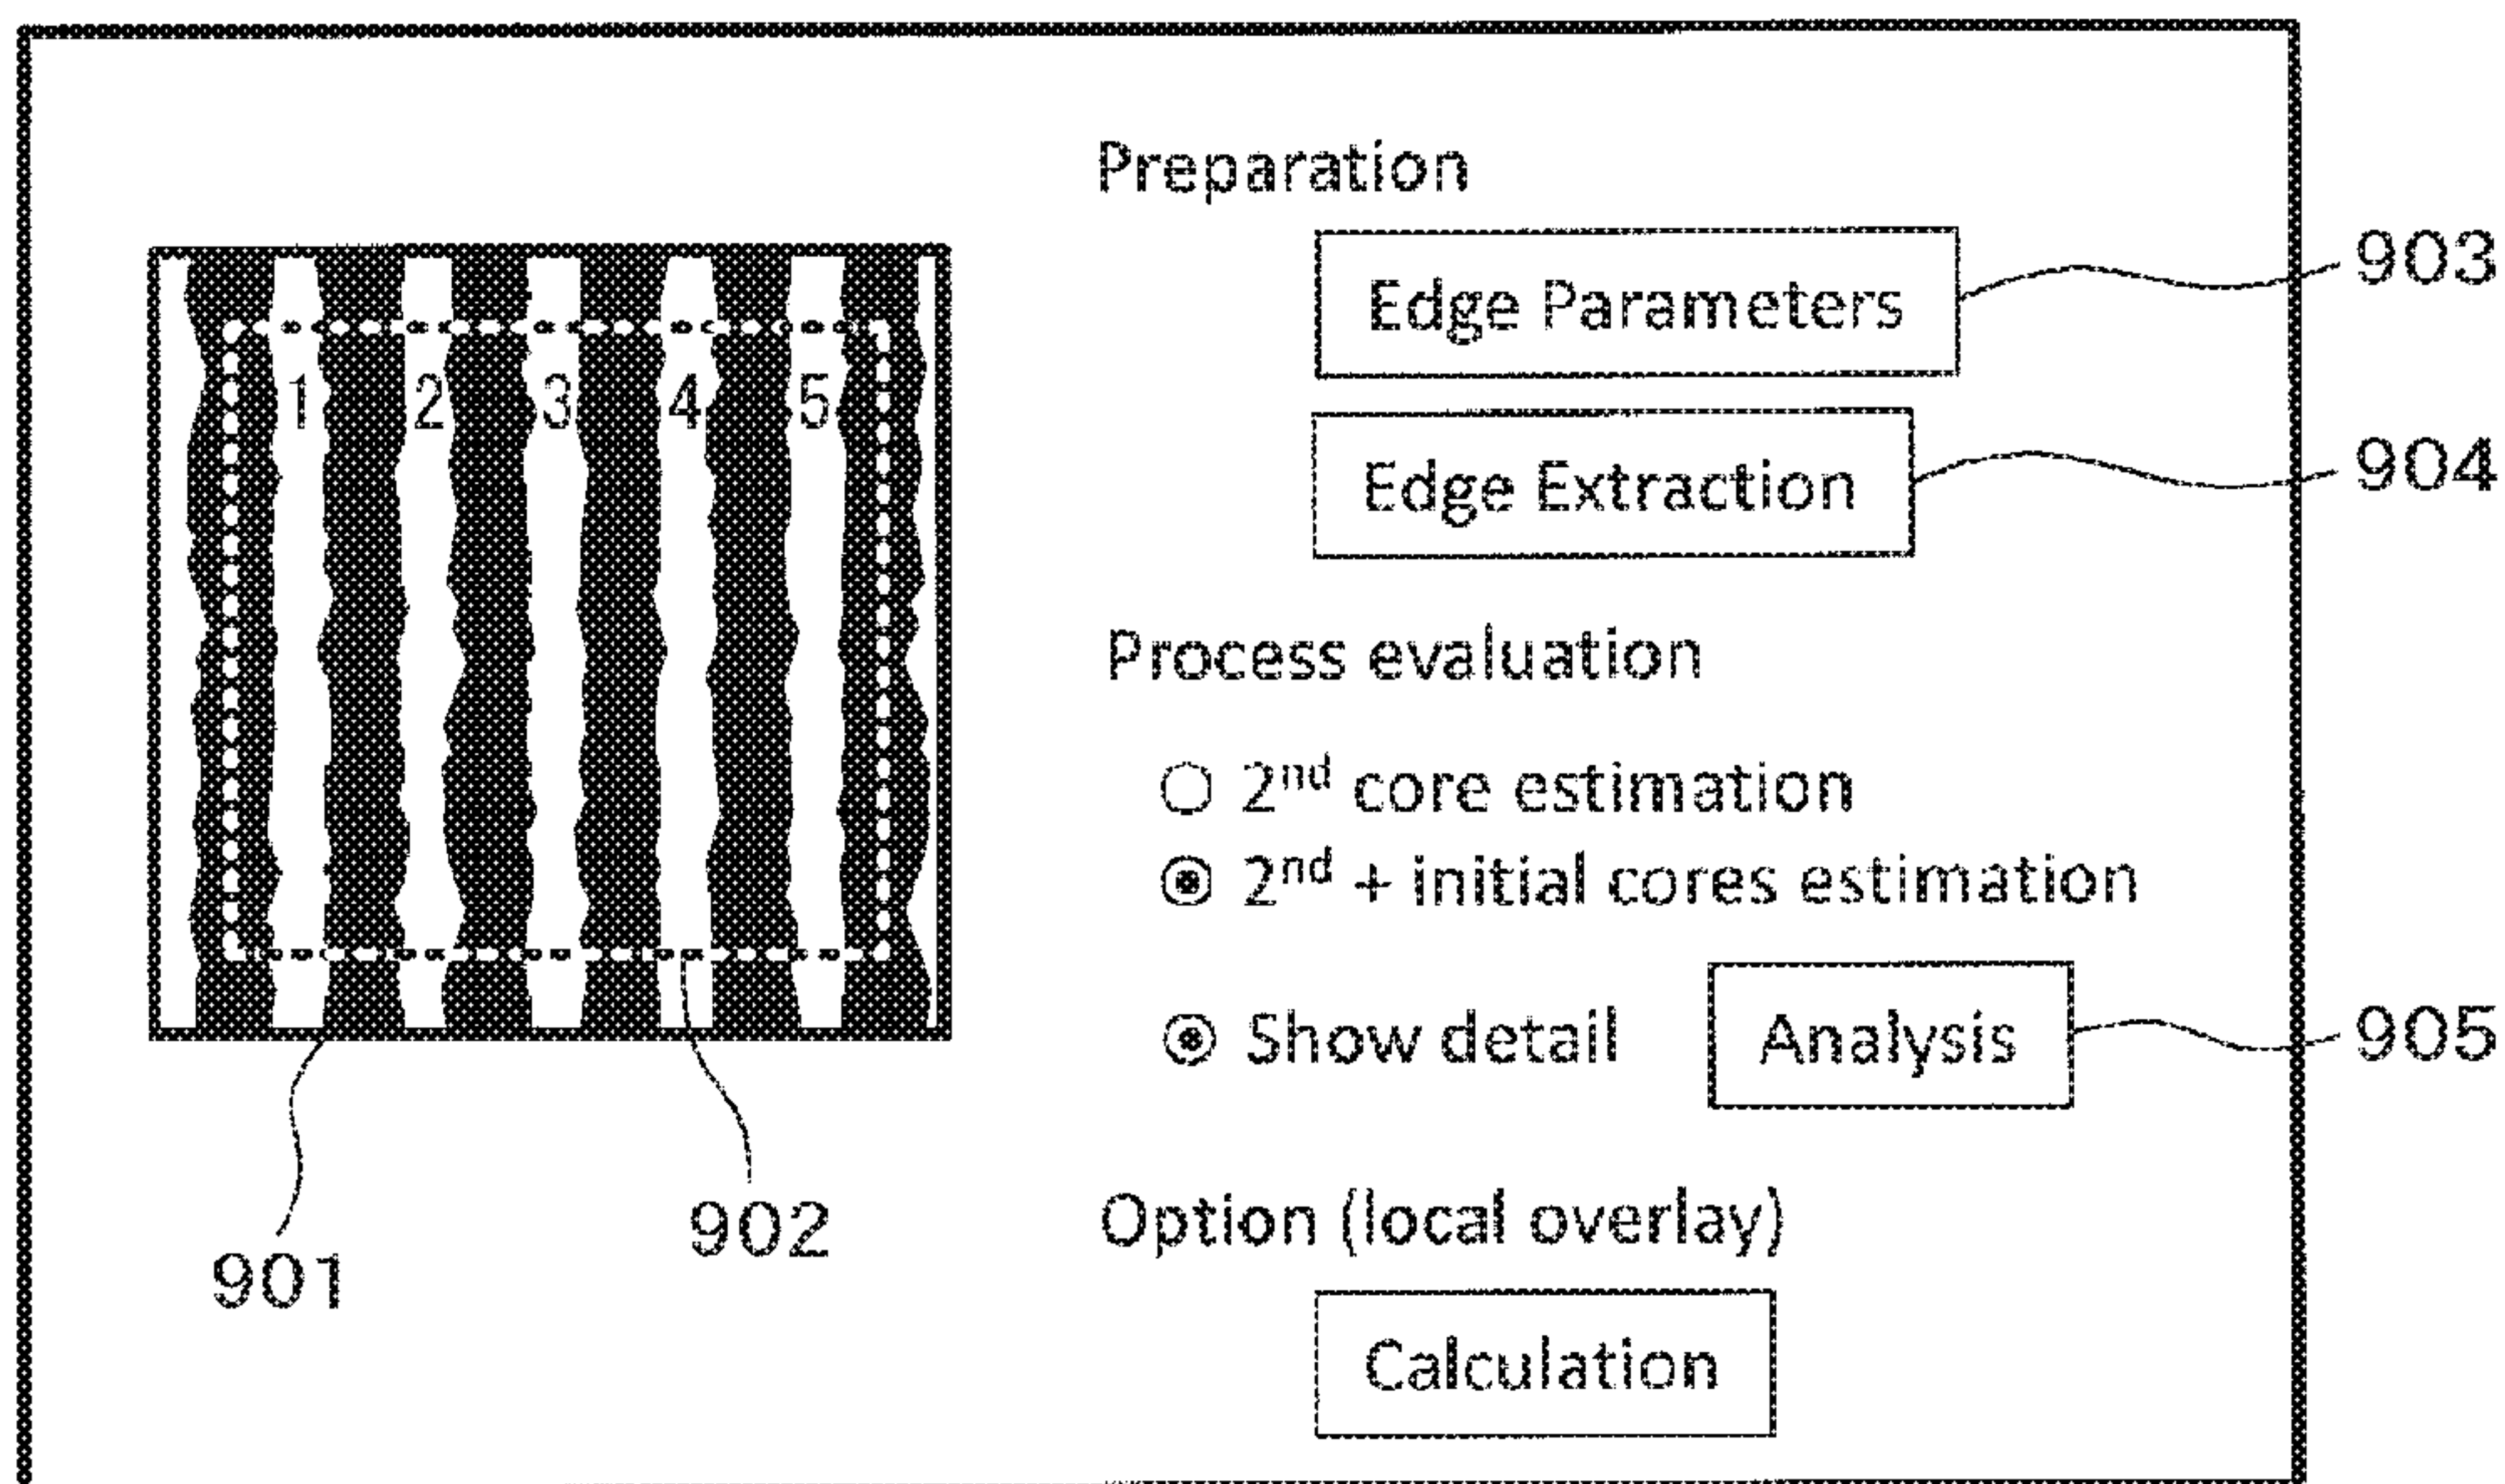 Preparation
Edge Parameters
903
1 2 3 4 5
Edge Extraction
904
Process evaluation
2nd core estimation
2nd + initial cores estimation
Show detail
Analysis
905
902
901
Option (local overlay)
Calculation